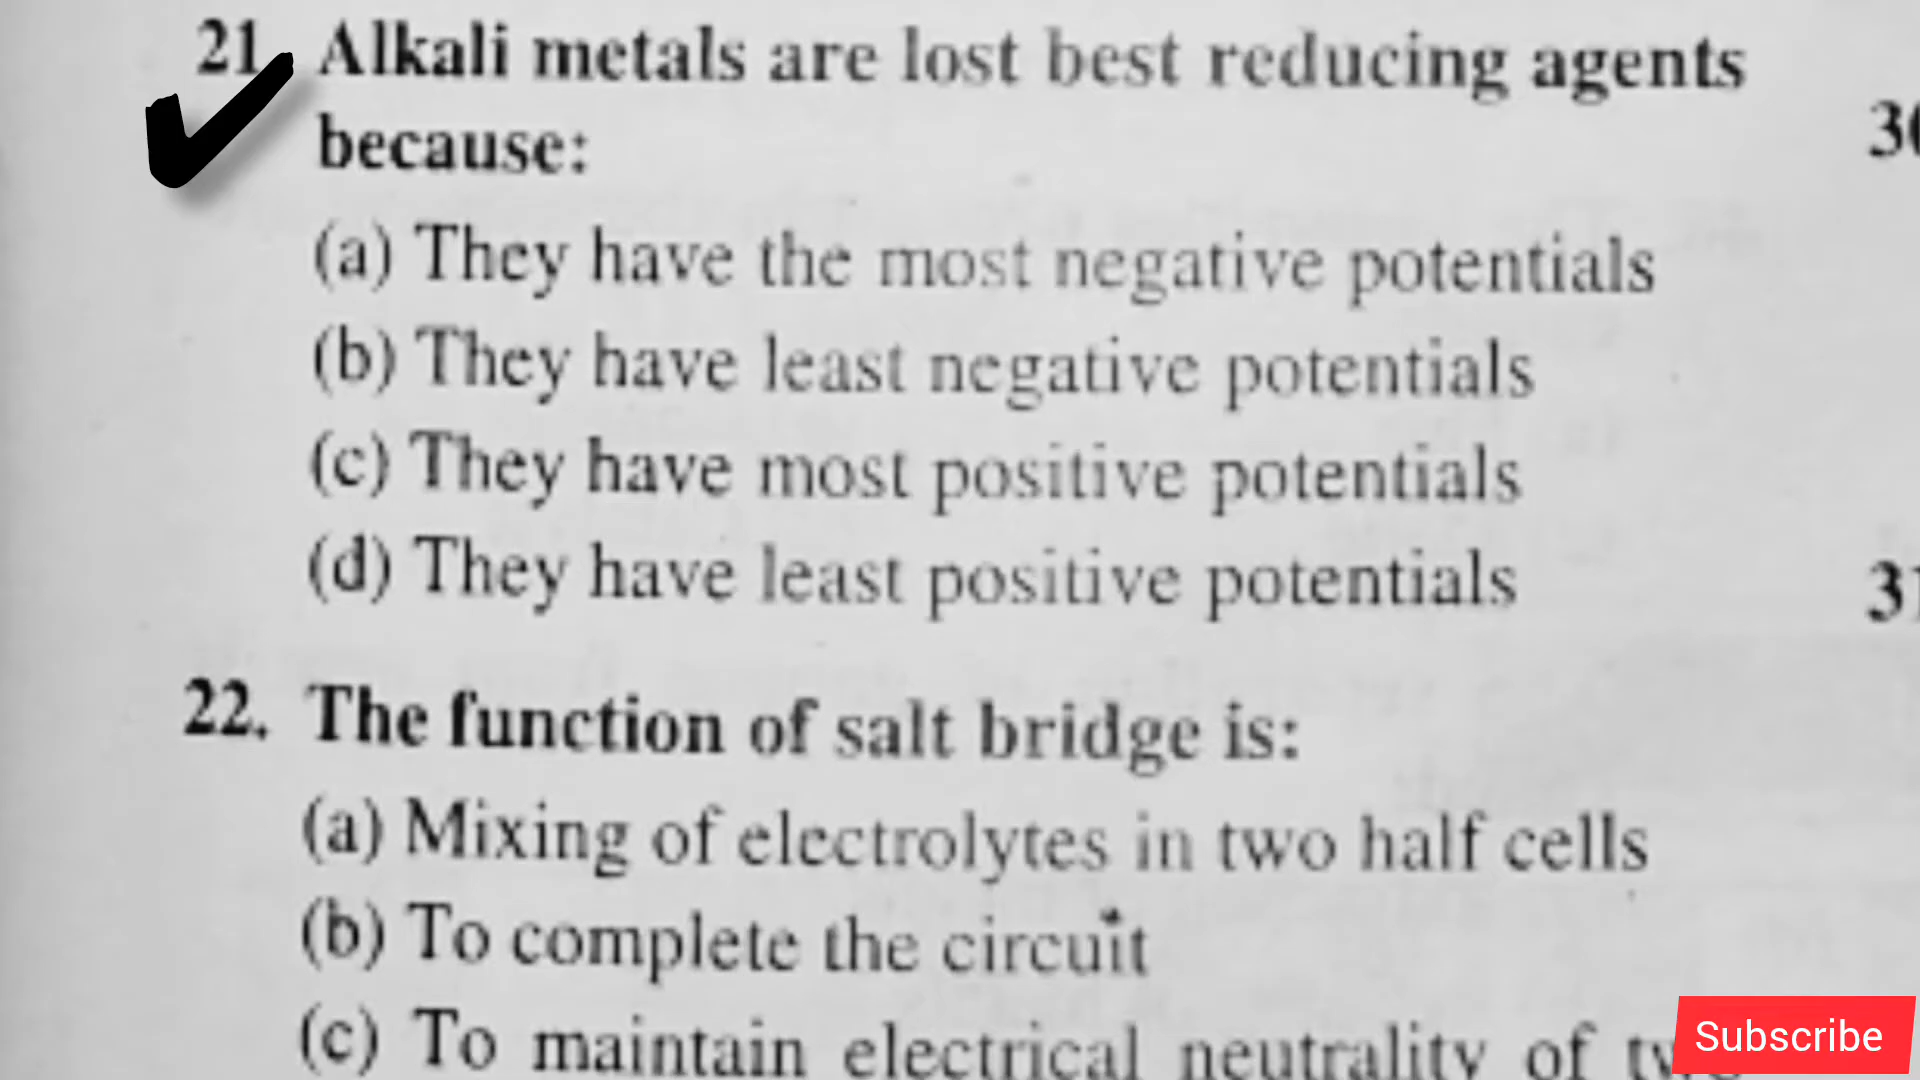 21. Alkali metals are lost best reducing agents
because:
(a) They have the most negative potentials
(b) They have least negative potentials
(c) They have most positive potentials
(d) They have least positive potentials
22. The function of salt bridge is:
(a) Mixing of electrolytes in two half cells
(b) To complete the circuit
(c) To maintain electrical neutrality of
Subscribe